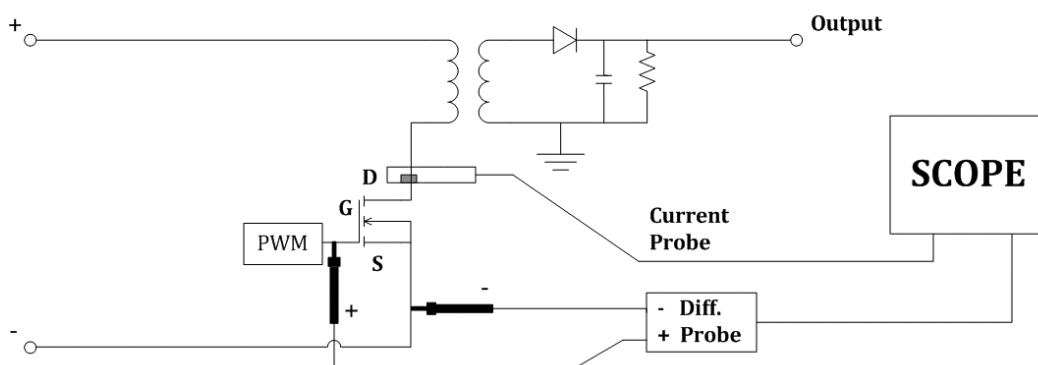 +
Output
D
G
SCOPE
PWM
S
Current
Probe
+
-
- Diff.
+ Probe
-